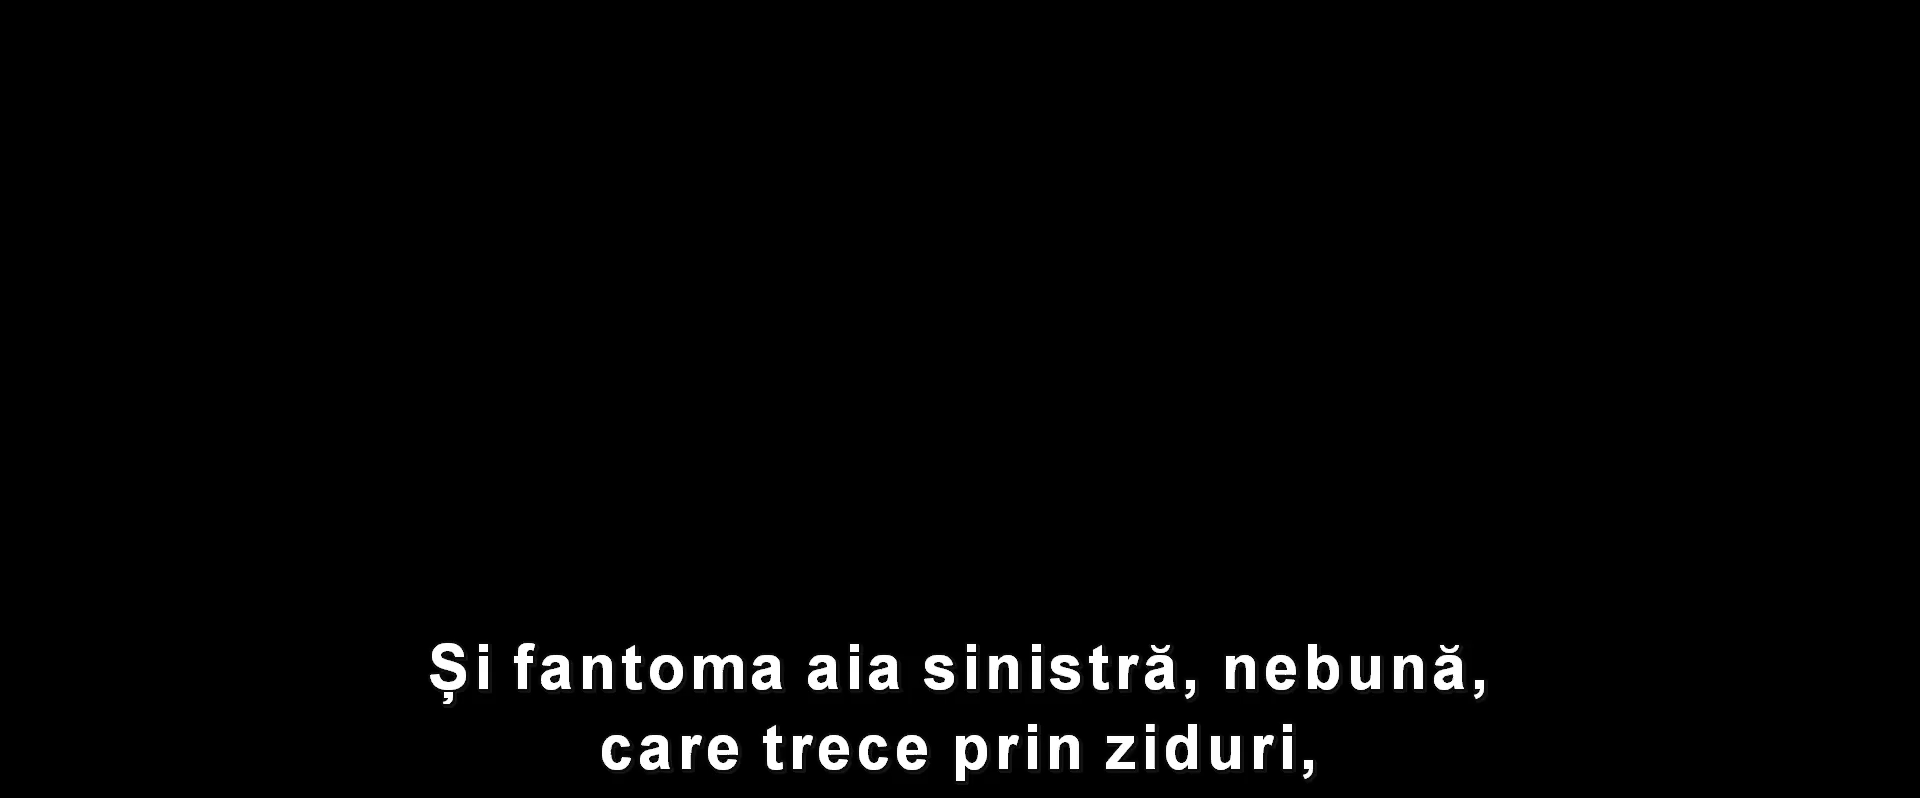 Și fantoma aia sinistră, nebună,
care trece prin ziduri,